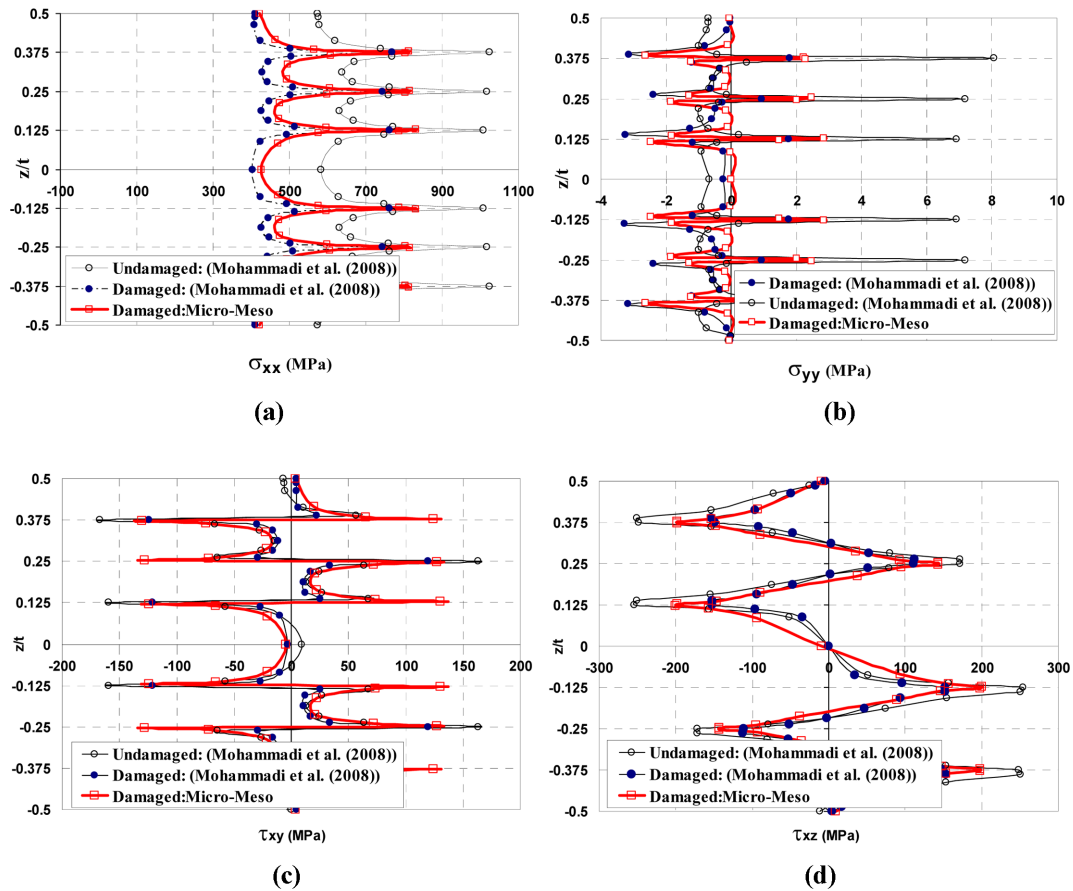 0.5
0.375
0.25
0.125
0
-0.125
-0.25
-0.375
-0.5
z/t
-100 100 300 500 700 900 1100
Undamaged: (Mohammadi et al. (2008))
Damaged: (Mohammadi et al. (2008))
Damaged:Micro-Meso
σxx (MPa)
(a)
0.5
0.375
0.25
0.125
0
-0.125
-0.25
-0.375
-0.5
z/t
-4 -2 0 2 4 6 8 10
Damaged: (Mohammadi et al. (2008))
Undamaged: (Mohammadi et al. (2008))
Damaged:Micro-Meso
σyy (MPa)
(b)
0.5
0.375
0.25
0.125
0
-0.125
-0.25
-0.375
-0.5
z/t
-200 -150 -100 -50 0 50 100 150 200
Undamaged: (Mohammadi et al. (2008))
Damaged: (Mohammadi et al. (2008))
Damaged:Micro-Meso
τxy (MPa)
(c)
0.5
0.375
0.25
0.125
0
-0.125
-0.25
-0.375
-0.5
z/t
-300 -200 -100 0 100 200 300
Undamaged: (Mohammadi et al. (2008))
Damaged: (Mohammadi et al. (2008))
Damaged:Micro-Meso
τxz (MPa)
(d)